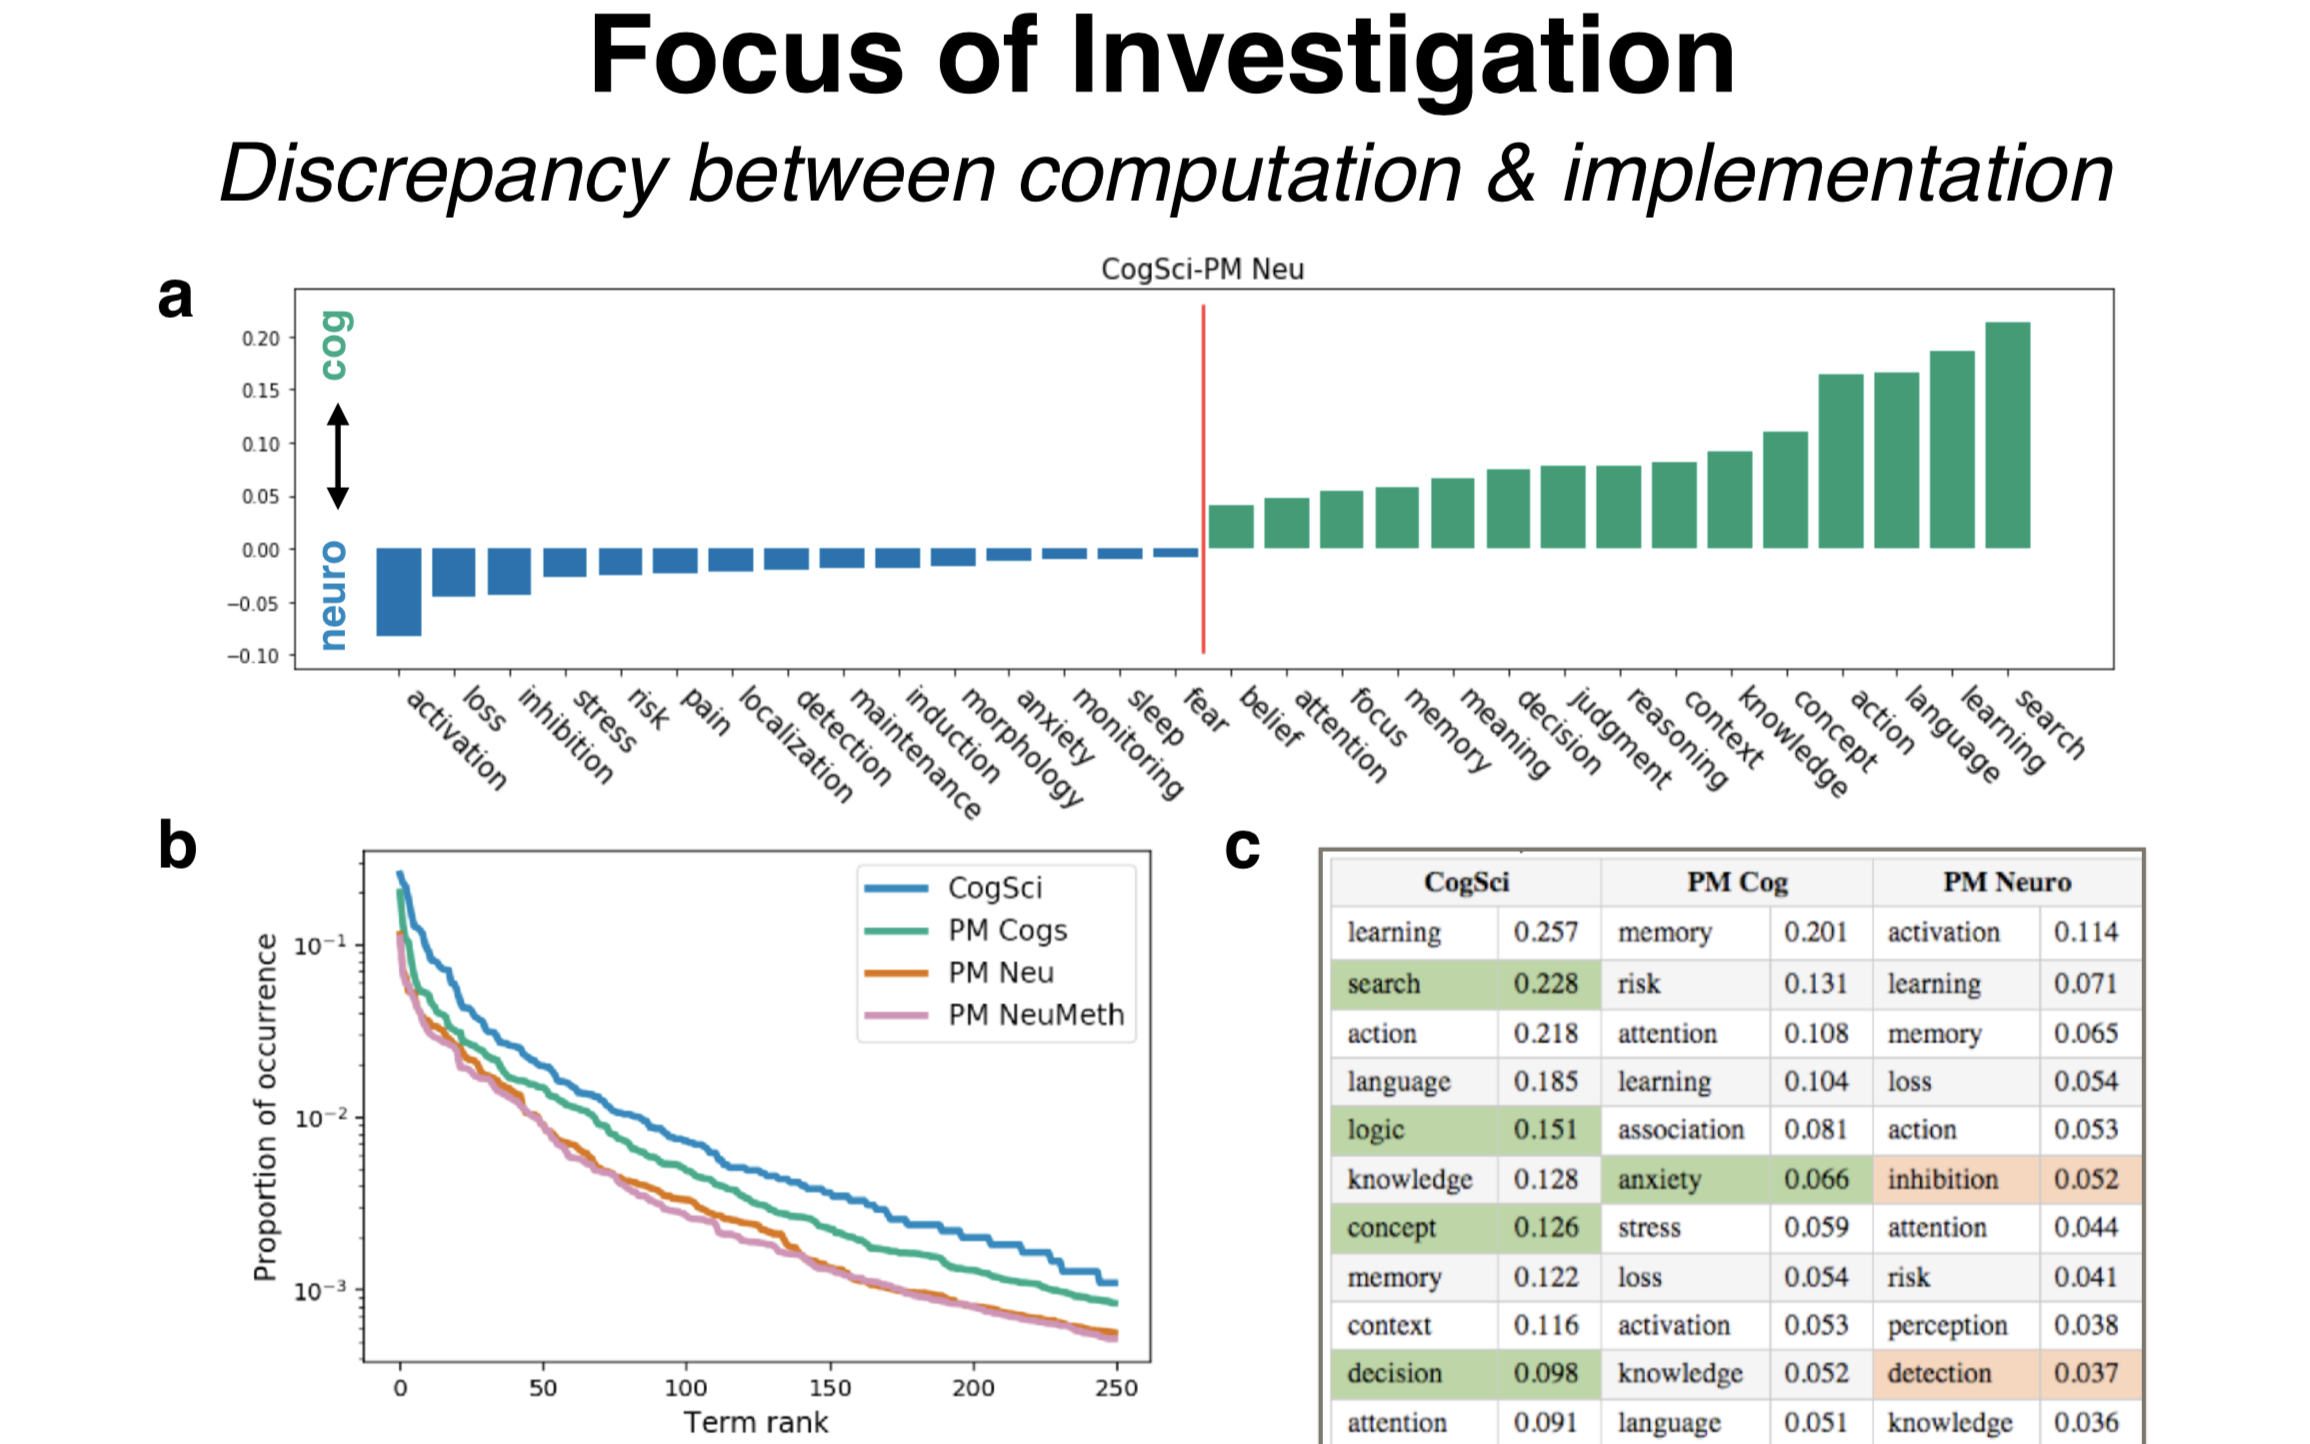 Focus of Investigation
Discrepancy between computation & implementation
a
CogSci-PM Neu
cog
neuro
0.20
0.15
0.10
0.05
0.00
−0.05
−0.10
activation
loss
inhibition
stress
risk
pain
localization
detection
maintenance
induction
morphology
anxiety
monitoring
sleep
fear
belief
attention
focus
memory
meaning
decision
judgment
reasoning
context
knowledge
concept
action
language
learning
search
b
Proportion of occurrence
10⁻¹
10⁻²
10⁻³
CogSci
PM Cogs
PM Neu
PM NeuMeth
0 50 100 150 200 250
Term rank
c
CogSci PM Cog PM Neuro
learning 0.257 memory 0.201 activation 0.114
search 0.228 risk 0.131 learning 0.071
action 0.218 attention 0.108 memory 0.065
language 0.185 learning 0.104 loss 0.054
logic 0.151 association 0.081 action 0.053
knowledge 0.128 anxiety 0.066 inhibition 0.052
concept 0.126 stress 0.059 attention 0.044
memory 0.122 loss 0.054 risk 0.041
context 0.116 activation 0.053 perception 0.038
decision 0.098 knowledge 0.052 detection 0.037
attention 0.091 language 0.051 knowledge 0.036